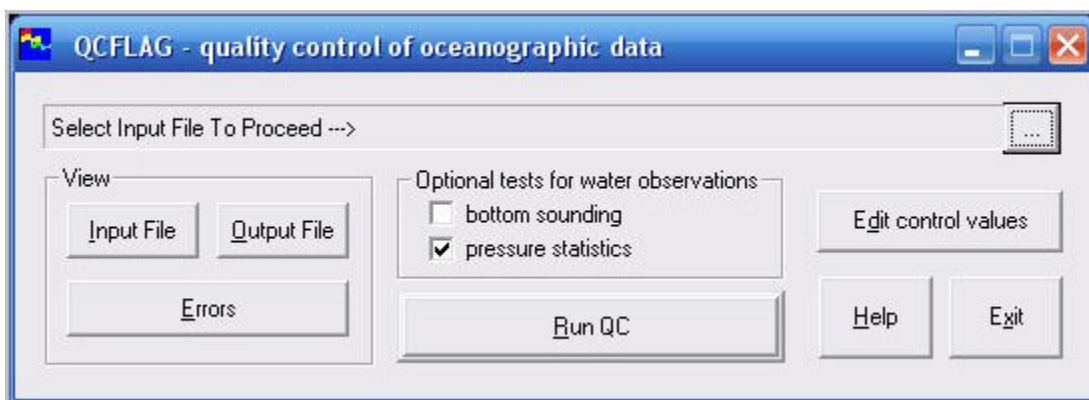 QCFLAG - quality control of oceanographic data
Select Input File To Proceed --->
...
View
Input File
Output File
Errors
Optional tests for water observations
bottom sounding
pressure statistics
Run QC
Edit control values
Help
Exit